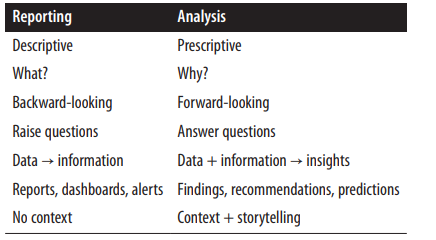 Reporting Analysis
Descriptive Prescriptive
What? Why?
Backward-looking Forward-looking
Raise questions Answer questions
Data → information Data + information → insights
Reports, dashboards, alerts Findings, recommendations, predictions
No context Context + storytelling